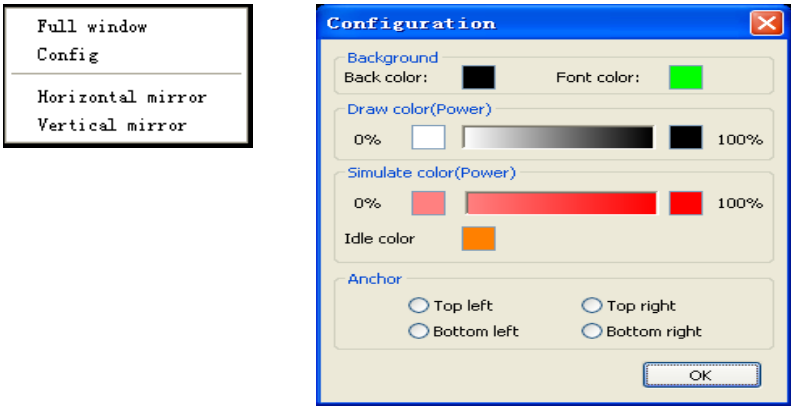 Full window
Config
Horizontal mirror
Vertical mirror
Configuration
Background
Back color: Font color:
Draw color(Power)
0% 100%
Simulate color(Power)
0% 100%
Idle color
Anchor
Top left Top right
Bottom left Bottom right
OK